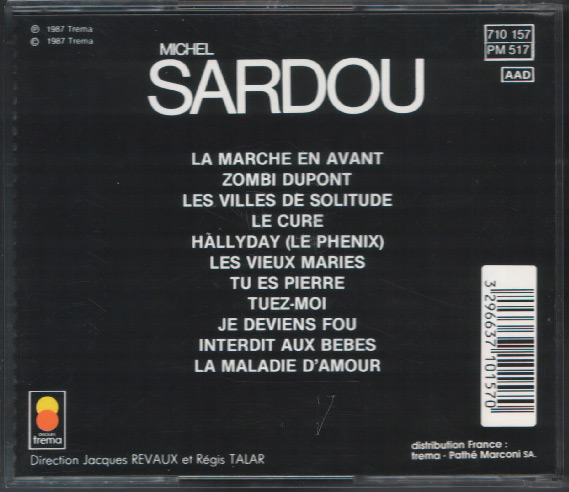 ℗ 1987 Trema
© 1987 Trema
710 157
PM 517
AAD
MICHEL
SARDOU
LA MARCHE EN AVANT
ZOMBI DUPONT
LES VILLES DE SOLITUDE
LE CURE
HÀLLYDAY (LE PHENIX)
LES VIEUX MARIES
TU ES PIERRE
TUEZ-MOI
JE DEVIENS FOU
INTERDIT AUX BEBES
LA MALADIE D'AMOUR
3 296637 101570
disques
trema
Direction Jacques REVAUX et Régis TALAR
distribution France :
trema - Pathé Marconi SA.